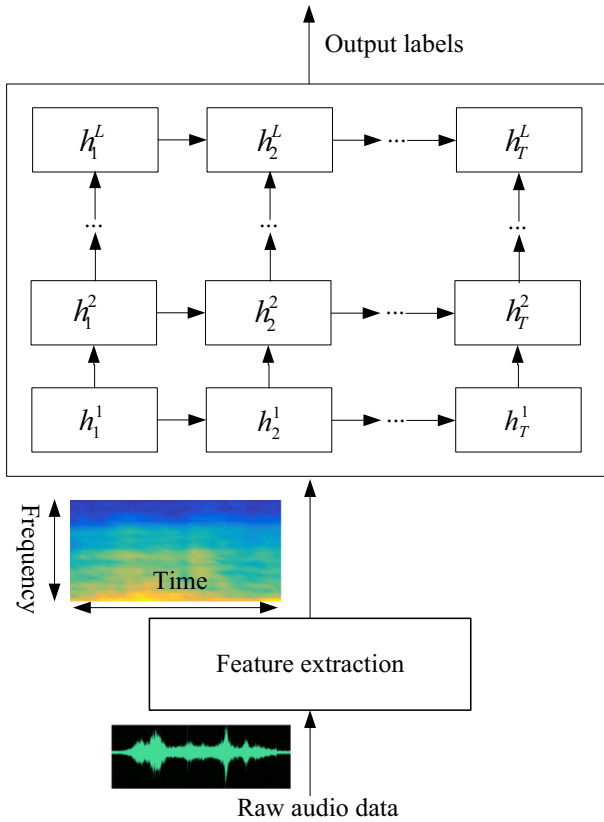 Output labels
h_1^L h_2^L ... h_T^L
... ... ...
h_1^2 h_2^2 ... h_T^2
h_1^1 h_2^1 ... h_T^1
Frequency
Time
Feature extraction
Raw audio data